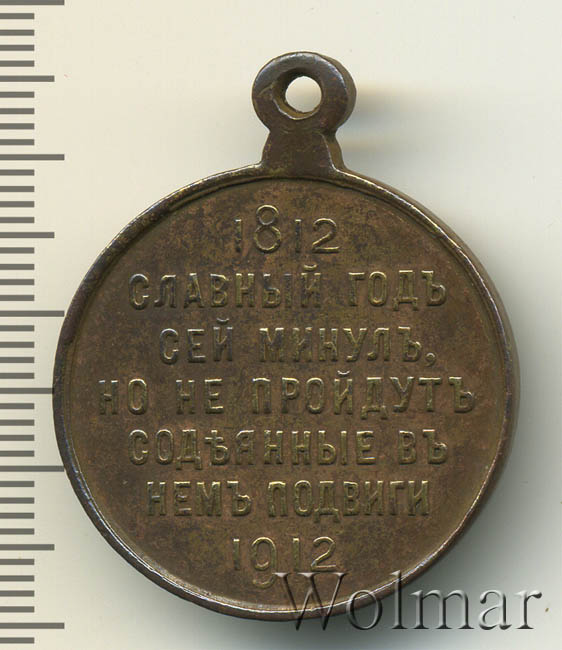 1812
СЛАВНЫЙ ГОДЪ
СЕЙ МИНУЛЪ,
НО НЕ ПРОЙДУТЪ
СОДѢЯННЫЕ ВЪ
НЕМЪ ПОДВИГИ
1912
Wolmar